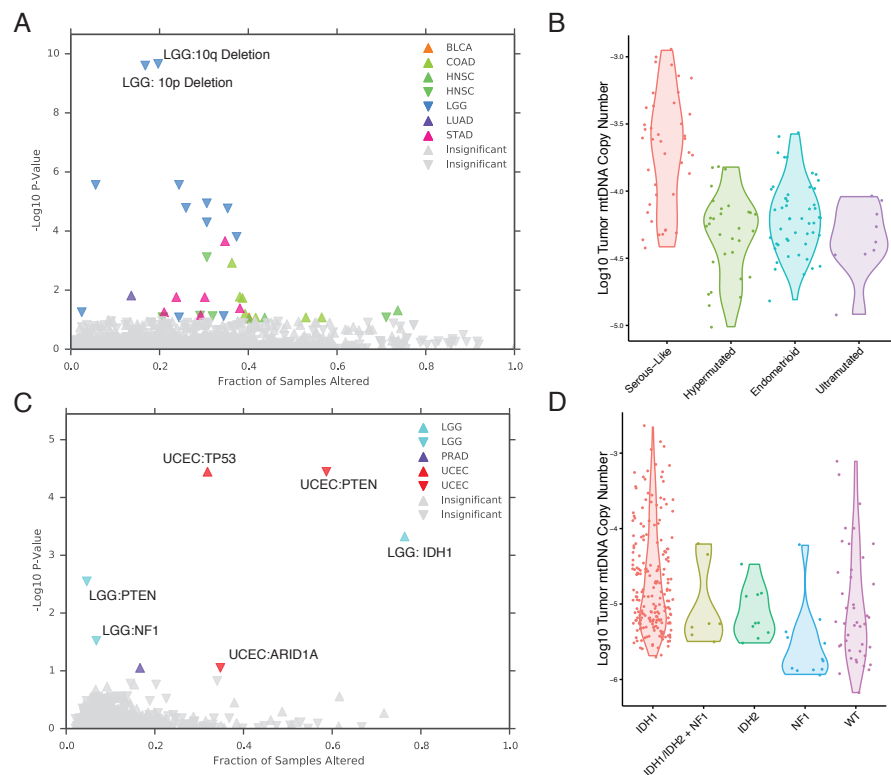 A
10
8
6
4
2
0
0.0
0.2
0.4
0.6
0.8
1.0
-Log10 P-Value
Fraction of Samples Altered
LGG:10q Deletion
LGG: 10p Deletion
BLCA
COAD
HNSC
HNSC
LGG
LUAD
STAD
Insignificant
Insignificant
B
Log10 Tumor mtDNA Copy Number
−3.0
−3.5
−4.0
−4.5
−5.0
Serous−Like
Hypermutated
Endometrioid
Ultramutated
C
5
4
3
2
1
0
0.0
0.2
0.4
0.6
0.8
1.0
-Log10 P-Value
Fraction of Samples Altered
UCEC:TP53
UCEC:PTEN
LGG: IDH1
LGG:PTEN
LGG:NF1
UCEC:ARID1A
LGG
LGG
PRAD
UCEC
UCEC
Insignificant
Insignificant
D
Log10 Tumor mtDNA Copy Number
−3
−4
−5
−6
IDH1
IDH1/IDH2 + NF1
IDH2
NF1
WT